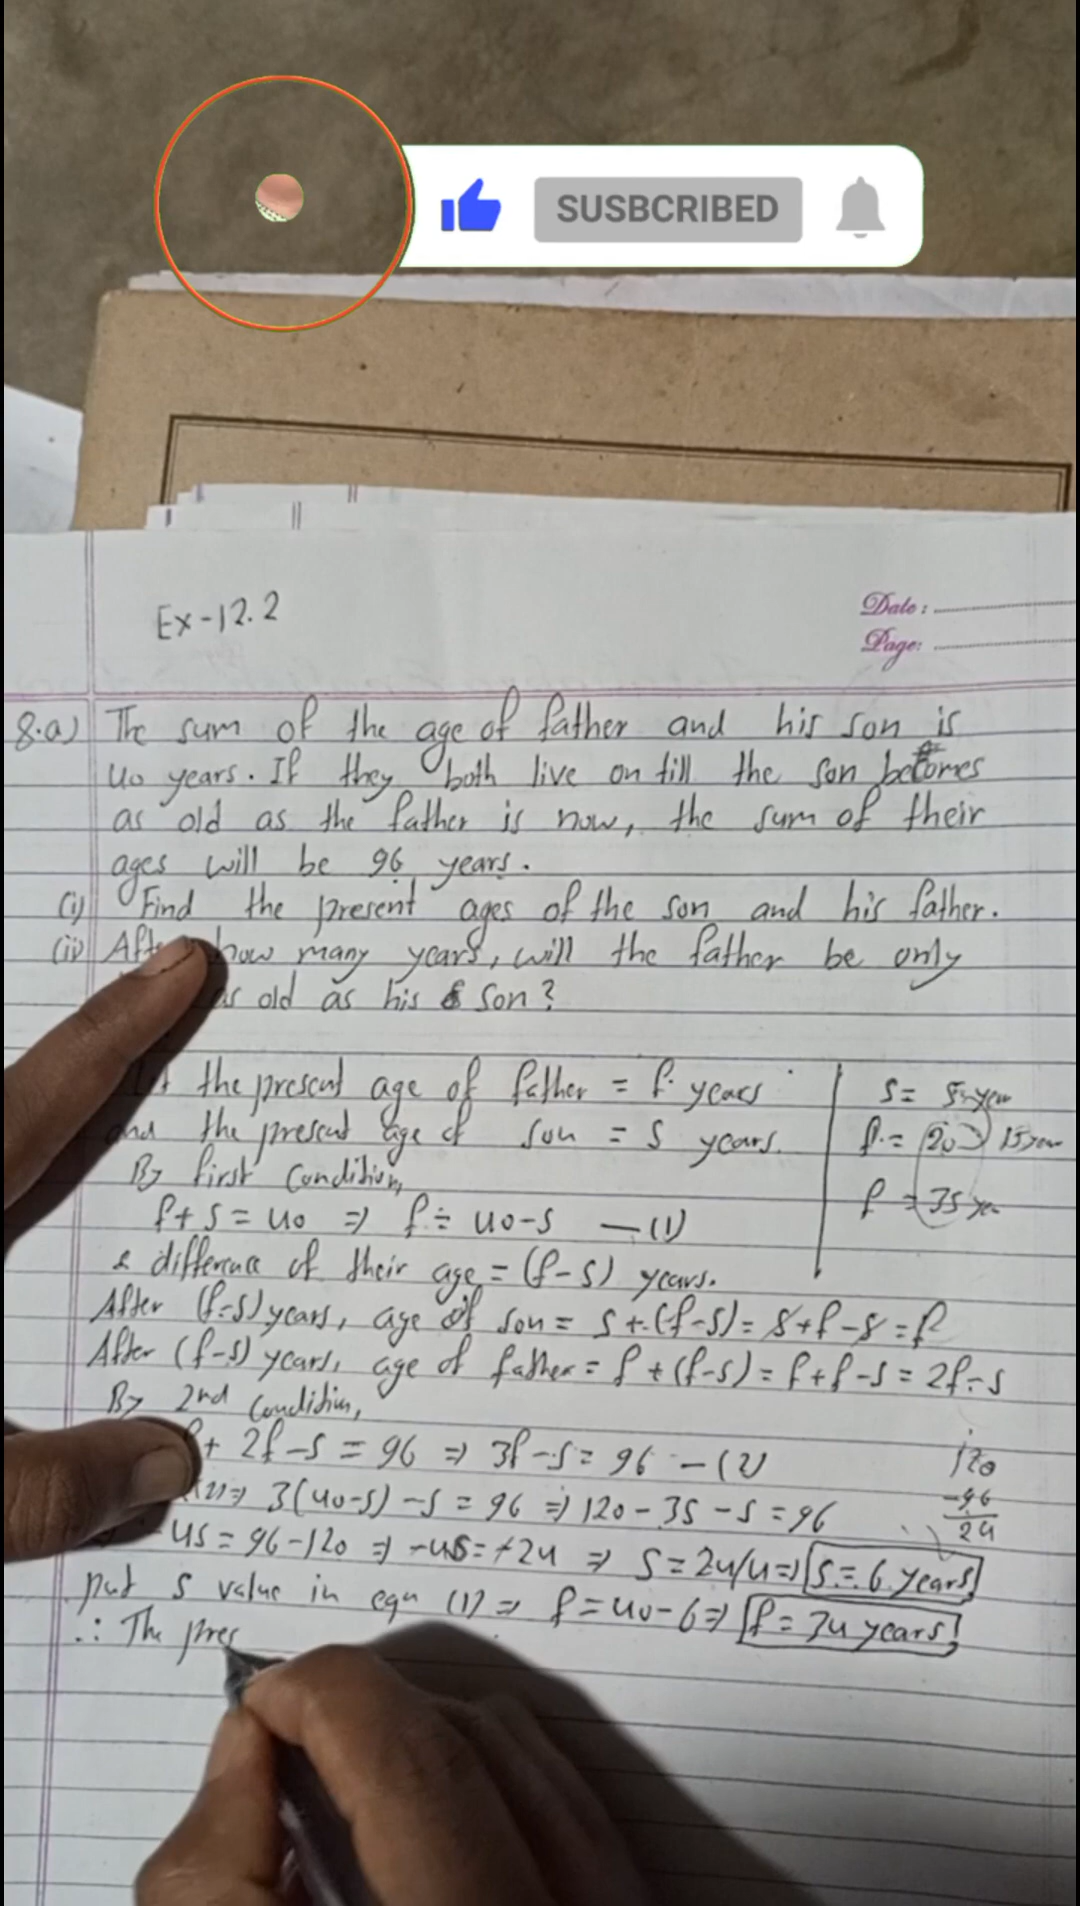 SUSBCRIBED
Ex-12.2
Date:
Page:
8.a) The sum of the age of father and his son is
40 years. If they both live on till the son becomes
as old as the father is now, the sum of their
ages will be 96 years.
(i) Find the present ages of the son and his father.
(ii) After how many years, will the father be only
as old as his son?
the present age of father = f years
and the present age of son = s years.
By first Condition,
f + s = 40 ⇒ f = 40-s —(1)
& difference of their age = (f-s) years.
After (f-s) years, age of son = s+(f-s) = s+f-s = f
After (f-s) years, age of father = f+(f-s) = f+f-s = 2f-s
By 2nd Condition,
+ 2f-s = 96 ⇒ 3f-s = 96 —(2)
⇒ 3(40-s) -s = 96 ⇒ 120-3s-s = 96
4s = 96-120 ⇒ -4s = -24 ⇒ s = 24/4 ⇒ s = 6 years
put s value in eqn (1) ⇒ f = 40-6 ⇒ f = 34 years
∴ The pres
s = 5 year
f = 20 15 year
f = 35 yea
120
-96
24